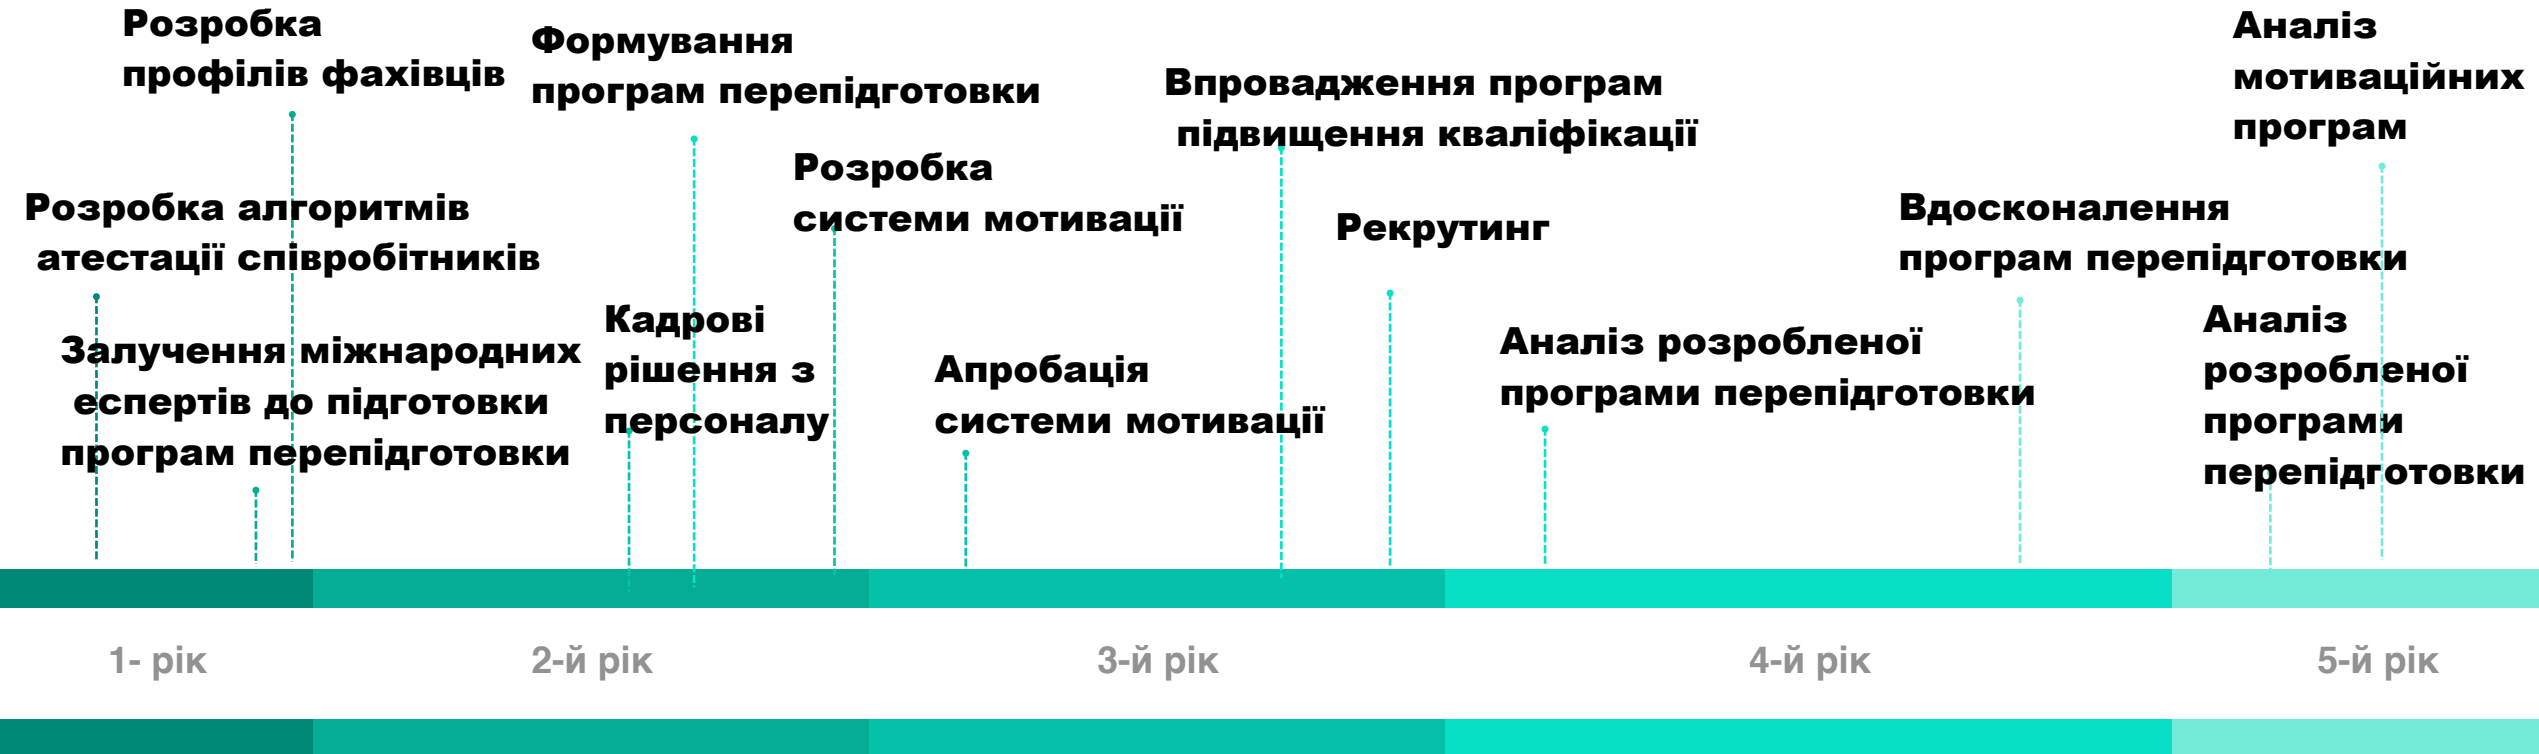 Розробка
профілів фахівців
Розробка алгоритмів
атестації співробітників
Залучення міжнародних
еспертів до підготовки
програм перепідготовки
Формування
програм перепідготовки
Кадрові
рішення з
персоналу
Розробка
системи мотивації
Апробація
системи мотивації
Впровадження програм
підвищення кваліфікації
Рекрутинг
Аналіз розробленої
програми перепідготовки
Вдосконалення
програм перепідготовки
Аналіз
мотиваційних
програм
Аналіз
розробленої
програми
перепідготовки
1- рік
2-й рік
3-й рік
4-й рік
5-й рік